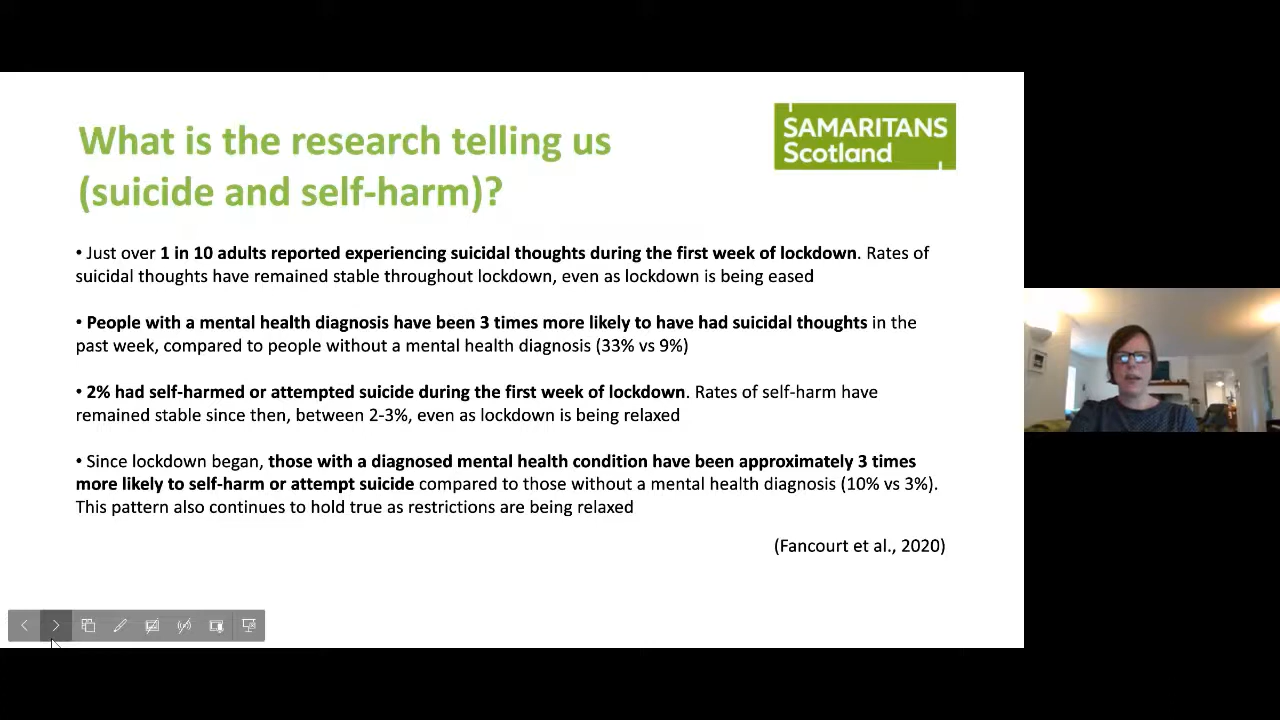 What is the research telling us
(suicide and self-harm)?
SAMARITANS
Scotland
• Just over 1 in 10 adults reported experiencing suicidal thoughts during the first week of lockdown. Rates of
suicidal thoughts have remained stable throughout lockdown, even as lockdown is being eased
• People with a mental health diagnosis have been 3 times more likely to have had suicidal thoughts in the
past week, compared to people without a mental health diagnosis (33% vs 9%)
• 2% had self-harmed or attempted suicide during the first week of lockdown. Rates of self-harm have
remained stable since then, between 2-3%, even as lockdown is being relaxed
• Since lockdown began, those with a diagnosed mental health condition have been approximately 3 times
more likely to self-harm or attempt suicide compared to those without a mental health diagnosis (10% vs 3%).
This pattern also continues to hold true as restrictions are being relaxed
(Fancourt et al., 2020)